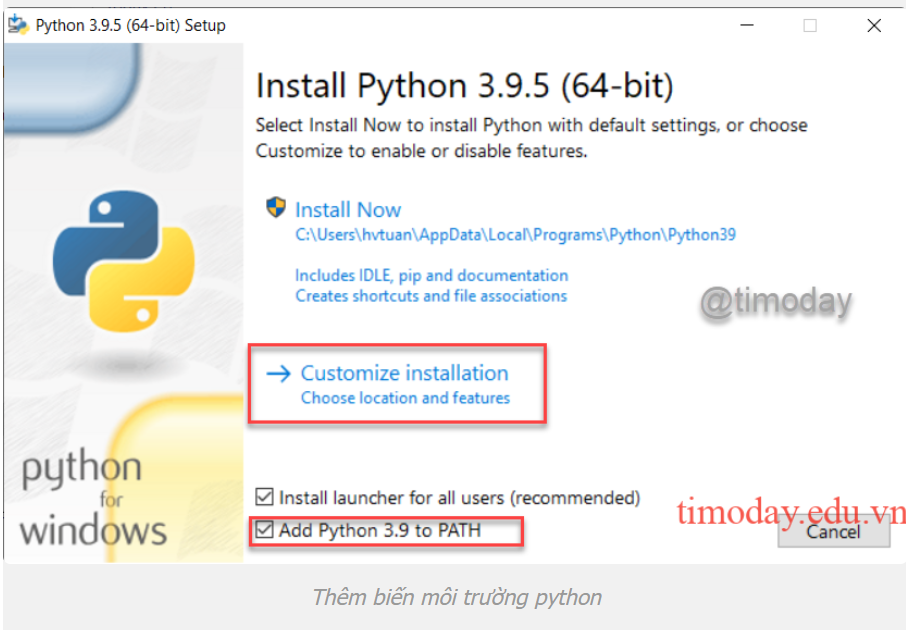 Python 3.9.5 (64-bit) Setup
Install Python 3.9.5 (64-bit)
Select Install Now to install Python with default settings, or choose
Customize to enable or disable features.
Install Now
C:\Users\hvtuan\AppData\Local\Programs\Python\Python39
Includes IDLE, pip and documentation
Creates shortcuts and file associations
@timoday
Customize installation
Choose location and features
python
for
windows
Install launcher for all users (recommended)
Add Python 3.9 to PATH
timoday.edu.vn
Cancel
Thêm biến môi trường python